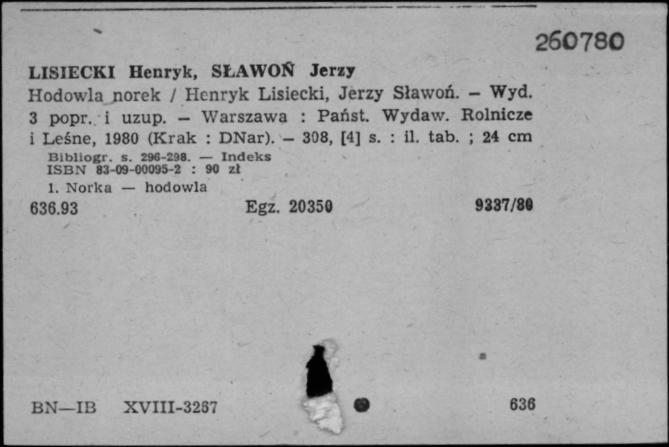 260780
LISIECKI Henryk, SŁAWOŃ Jerzy
Hodowla norek / Henryk Lisiecki, Jerzy Sławoń. — Wyd.
3 popr. i uzup. — Warszawa : Państ. Wydaw. Rolnicze
i Leśne, 1980 (Krak : DNar). — 308, [4] s. : il. tab. ; 24 cm
Bibliogr. s. 296-298. — Indeks
ISBN 83-09-00095-2 : 90 zł
1. Norka — hodowla
636.93 Egz. 20350 9337/80
BN—IB XVIII-3267 636